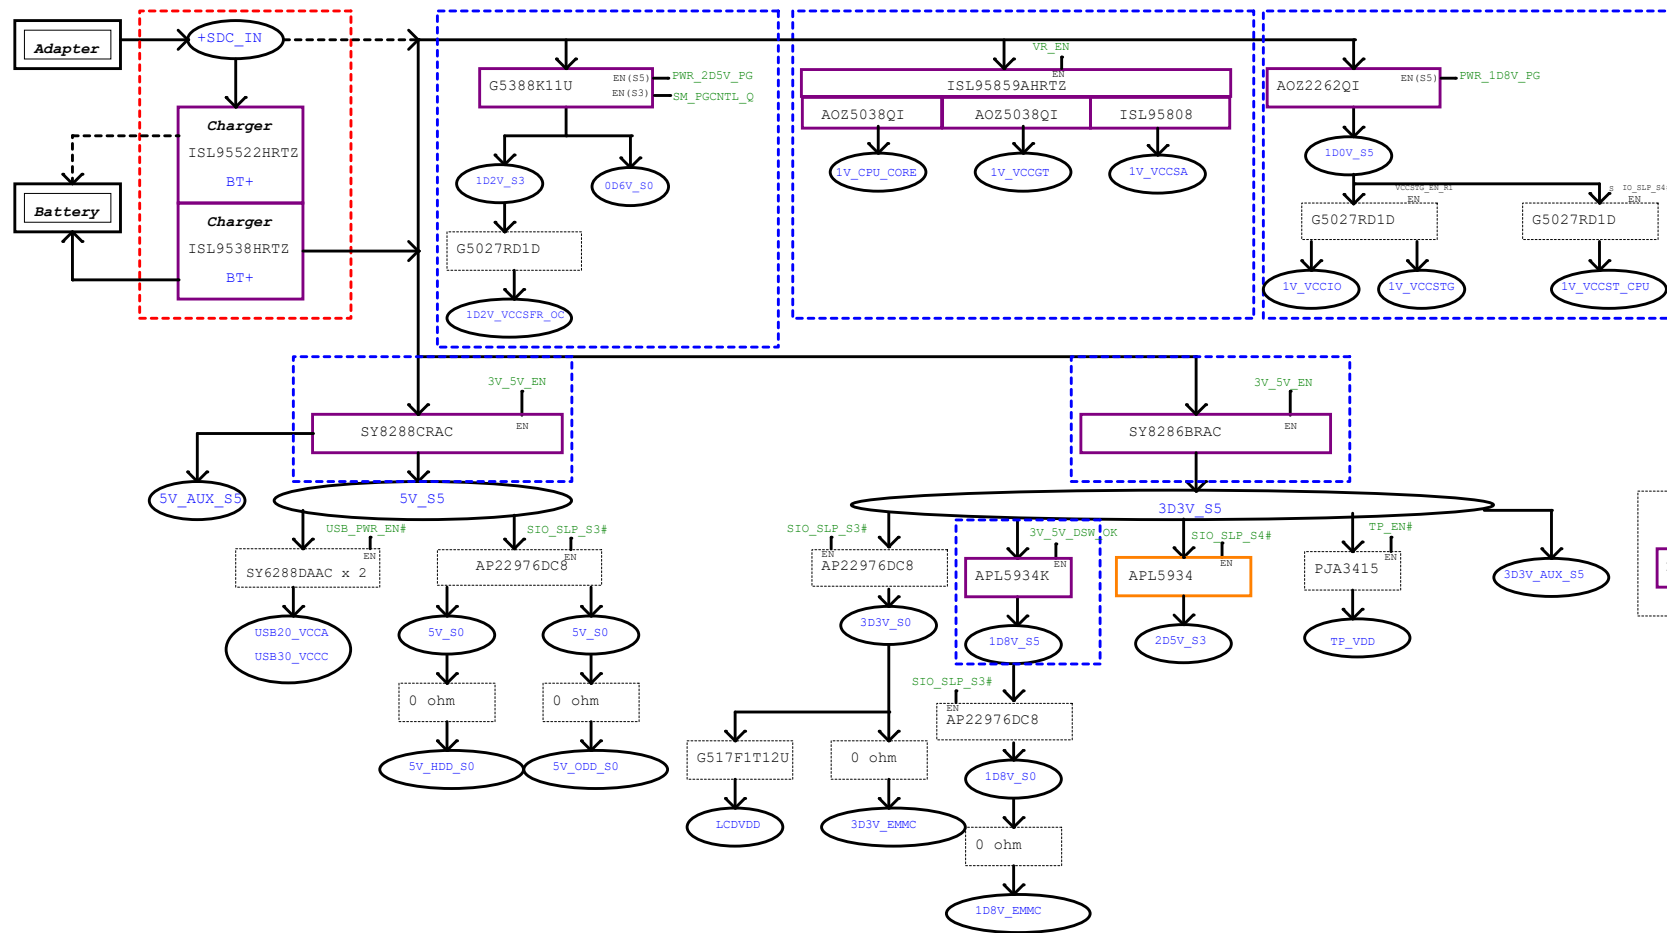 Adapter
+SDC_IN
Charger
ISL95522HRTZ
BT+
Charger
ISL9538HRTZ
BT+
Battery
G5388K11U
EN(S5)
EN(S3)
PWR_2D5V_PG
SM_PGCNTL_Q
1D2V_S3
0D6V_S0
G5027RD1D
1D2V_VCCSFR_OC
VR_EN
EN
ISL95859AHRTZ
AOZ5038QI
AOZ5038QI
ISL95808
1V_CPU_CORE
1V_VCCGT
1V_VCCSA
AOZ2262QI
EN(S5)
PWR_1D8V_PG
1D0V_S5
VCCSTG_EN_R1
EN
G5027RD1D
S IO_SLP_S4
EN
G5027RD1D
1V_VCCIO
1V_VCCSTG
1V_VCCST_CPU
3V_5V_EN
EN
SY8288CRAC
3V_5V_EN
EN
SY8286BRAC
5V_AUX_S5
5V_S5
3D3V_S5
USB_PWR_EN#
EN
SY6288DAAC x 2
USB20_VCCA
USB30_VCCC
SIO_SLP_S3#
EN
AP22976DC8
5V_S0
5V_S0
0 ohm
0 ohm
5V_HDD_S0
5V_ODD_S0
SIO_SLP_S3#
EN
AP22976DC8
3D3V_S0
G517F1T12U
0 ohm
LCDVDD
3D3V_EMMC
3V_5V_DSW_OK
EN
APL5934K
1D8V_S5
SIO_SLP_S3#
EN
AP22976DC8
1D8V_S0
0 ohm
1D8V_EMMC
SIO_SLP_S4#
EN
APL5934
2D5V_S3
TP_EN#
EN
PJA3415
TP_VDD
3D3V_AUX_S5